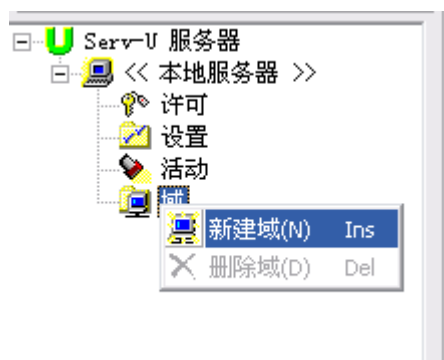 Serv-U 服务器
<< 本地服务器 >>
许可
设置
活动
域
新建域(N) Ins
删除域(D) Del